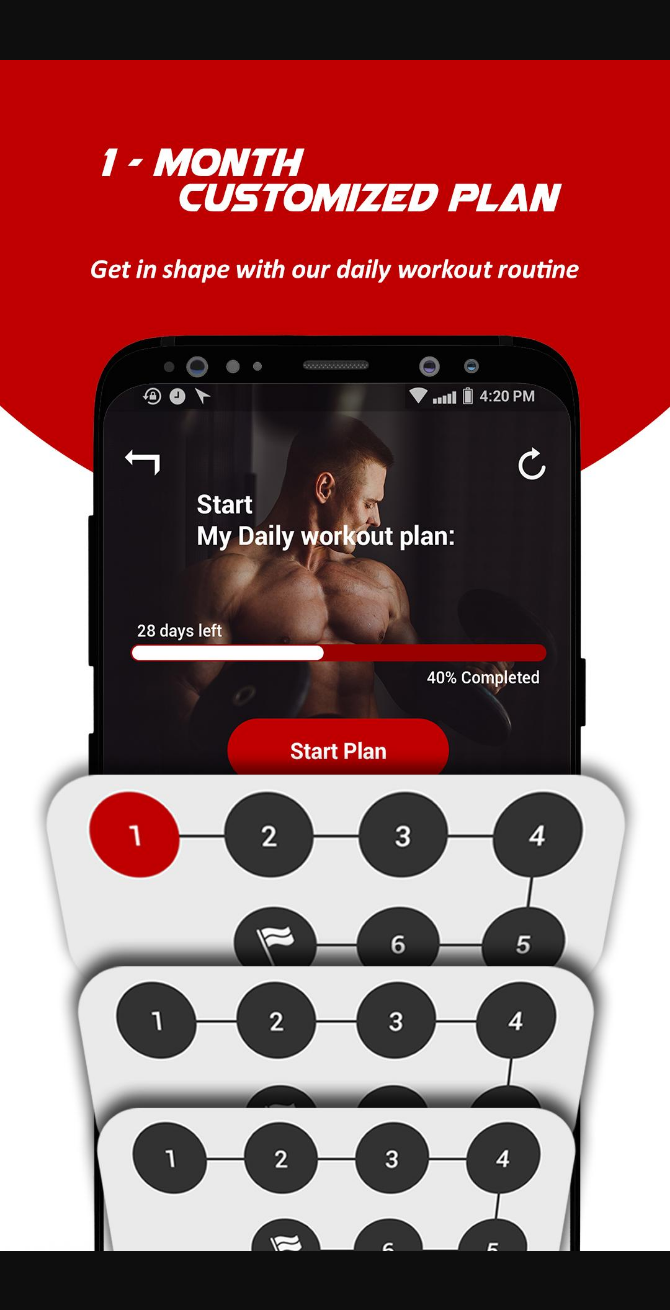 1 - MONTH
CUSTOMIZED PLAN
Get in shape with our daily workout routine
4:20 PM
Start
My Daily workout plan:
28 days left
40% Completed
Start Plan
1 2 3 4
6 5
1 2 3 4
1 2 3 4
6 5